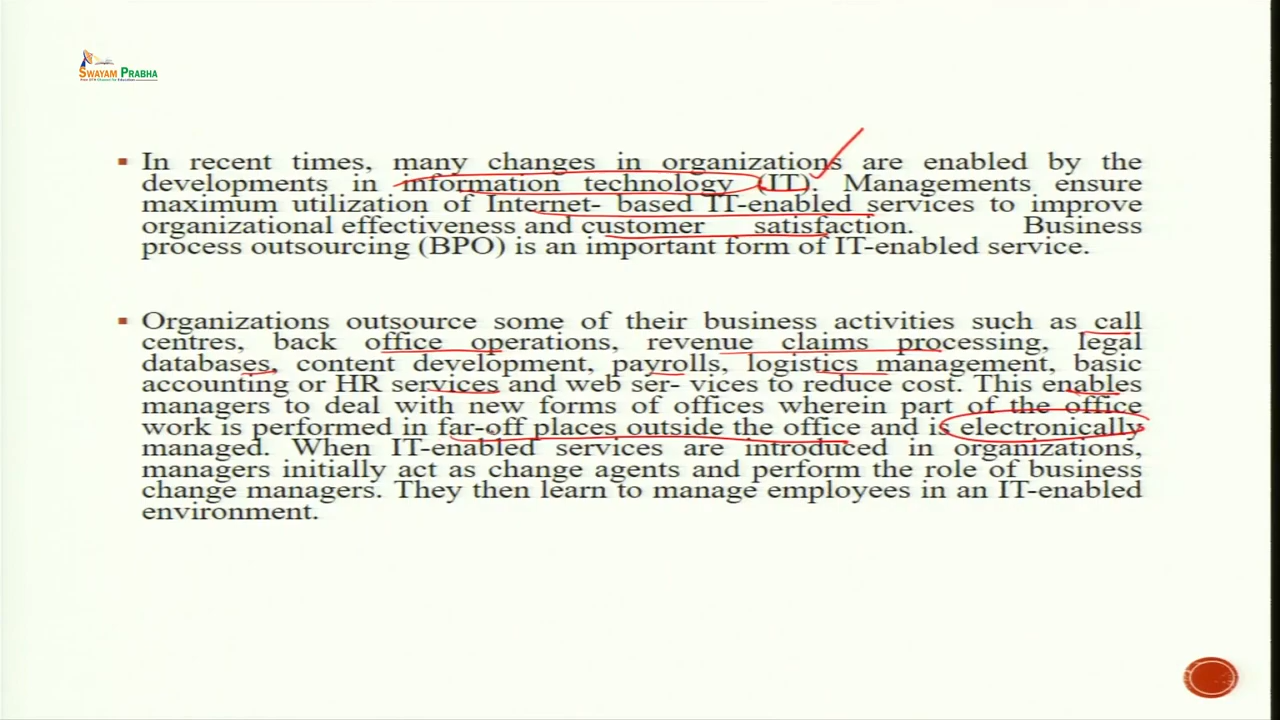 SWAYAM PRABHA
In recent times, many changes in organizations are enabled by the
developments in information technology (IT). Managements ensure
maximum utilization of Internet- based IT-enabled services to improve
organizational effectiveness and customer satisfaction. Business
process outsourcing (BPO) is an important form of IT-enabled service.
Organizations outsource some of their business activities such as call
centres, back office operations, revenue claims processing, legal
databases, content development, payrolls, logistics management, basic
accounting or HR services and web ser- vices to reduce cost. This enables
managers to deal with new forms of offices wherein part of the office
work is performed in far-off places outside the office and is electronically
managed. When IT-enabled services are introduced in organizations,
managers initially act as change agents and perform the role of business
change managers. They then learn to manage employees in an IT-enabled
environment.